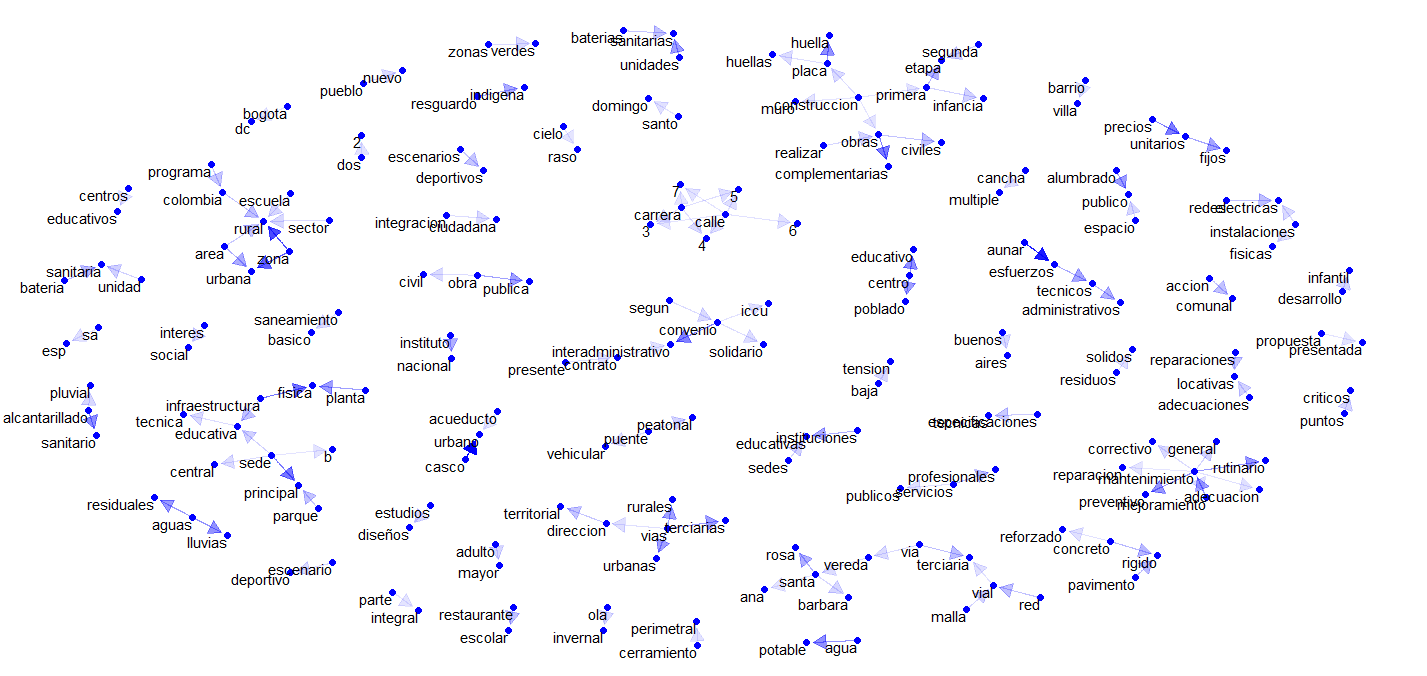 baterias
sanitarias
unidades
zonas verdes
huella
huellas
placa
segunda
etapa
primera
infancia
muro
construccion
nuevo
pueblo
resguardo
indigena
domingo
santo
barrio
villa
bogota
dc
2
dos
cielo
raso
realizar
obras
civiles
complementarias
precios
unitarios
fijos
programa
colombia
escuela
rural
sector
area
zona
urbana
centros
educativos
escenarios
deportivos
integracion
ciudadana
7
5
carrera
calle
3
4
6
cancha
multiple
alumbrado
publico
espacio
redes
electricas
instalaciones
fisicas
sanitaria
bateria
unidad
civil
obra
publica
educativo
centro
poblado
aunar
esfuerzos
tecnicos
administrativos
accion
comunal
infantil
desarrollo
sa
esp
interes
social
saneamiento
basico
instituto
nacional
segun
iccu
convenio
interadministrativo
solidario
presente
contrato
buenos
aires
solidos
residuos
propuesta
presentada
reparaciones
locativas
adecuaciones
tension
baja
criticos
puntos
pluvial
alcantarillado
sanitario
fisica
planta
infraestructura
tecnica
educativa
sede
b
central
principal
parque
acueducto
urbano
casco
peatonal
puente
vehicular
instituciones
educativas
sedes
especificaciones
tecnicas
correctivo
general
reparacion
mantenimiento
rutinario
preventivo
adecuacion
mejoramiento
profesionales
servicios
publicos
residuales
aguas
lluvias
estudios
diseños
territorial
direccion
rurales
vias
terciarias
urbanas
reforzado
concreto
rigido
pavimento
escenario
deportivo
adulto
mayor
rosa
santa
ana
barbara
vereda
via
terciaria
vial
malla
red
parte
integral
restaurante
escolar
ola
invernal
perimetral
cerramiento
potable
agua